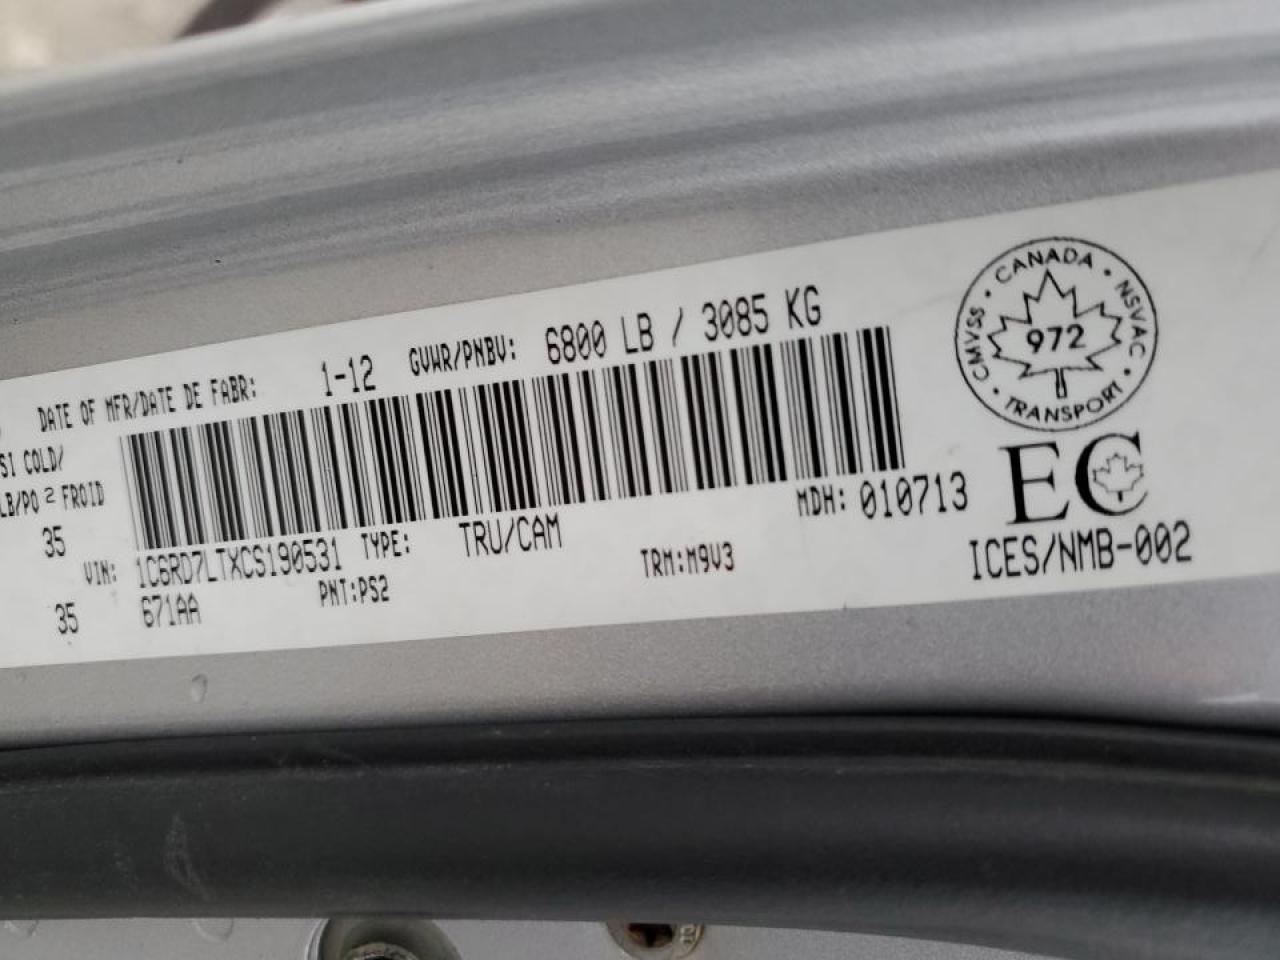 DATE OF MFR/DATE DE FABR: 1-12 GVWR/PNBV: 6800 LB / 3085 KG
SI COLD/
LB/PO 2 FROID
35
VIN: 1C6RD7LTXCS190531 TYPE: TRU/CAM MDH: 010713
35
671AA PNT:PS2 TRM:M9V3
CANADA · NSVAC · TRANSPORT · CMVSS ·
972
EC
ICES/NMB-002